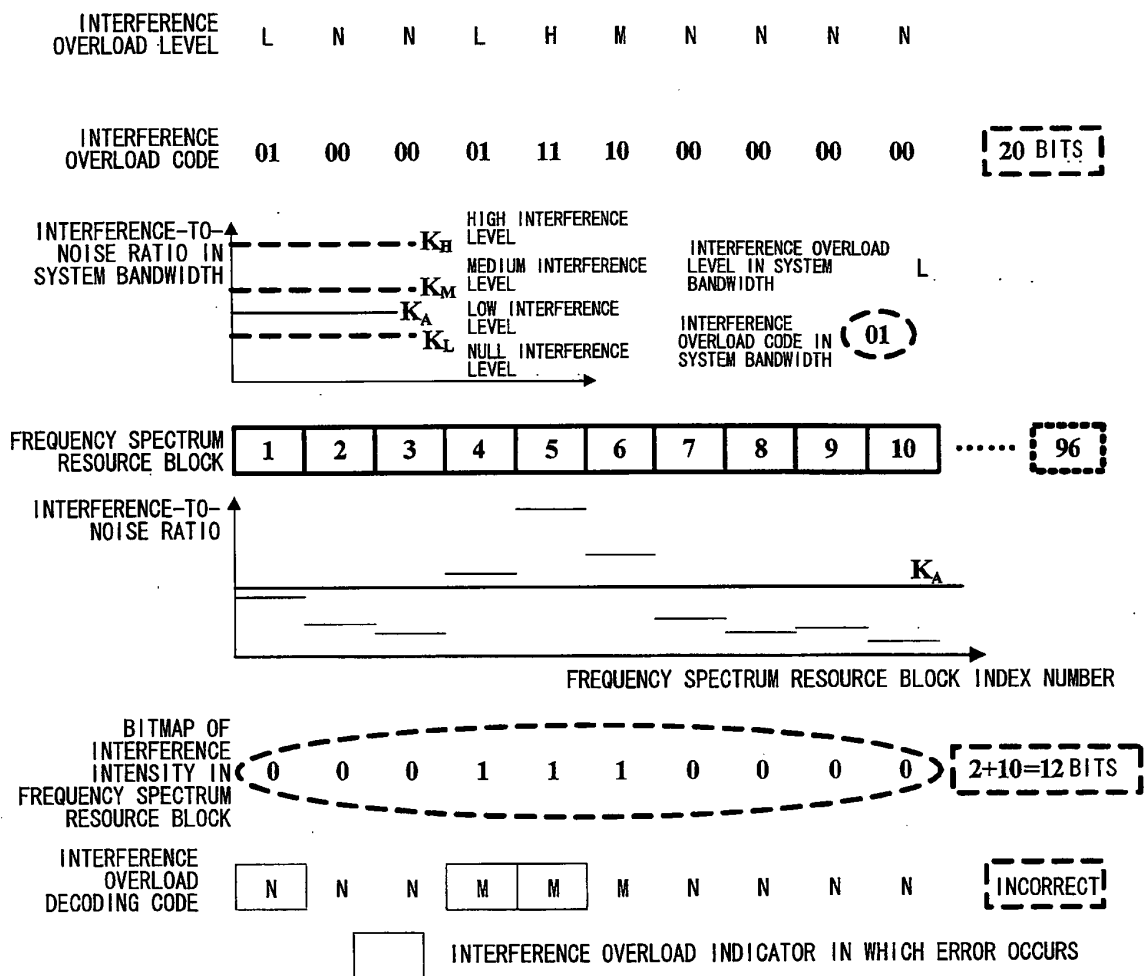 INTERFERENCE
OVERLOAD LEVEL
L N N L H M N N N N
INTERFERENCE
OVERLOAD CODE
01 00 00 01 11 10 00 00 00 00
20 BITS
INTERFERENCE-TO-
NOISE RATIO IN
SYSTEM BANDWIDTH
KH
KM
KA
KL
HIGH INTERFERENCE
LEVEL
MEDIUM INTERFERENCE
LEVEL
LOW INTERFERENCE
LEVEL
NULL INTERFERENCE
LEVEL
INTERFERENCE OVERLOAD
LEVEL IN SYSTEM
BANDWIDTH
L
INTERFERENCE
OVERLOAD CODE IN
SYSTEM BANDWIDTH
01
FREQUENCY SPECTRUM
RESOURCE BLOCK
1 2 3 4 5 6 7 8 9 10 ...... 96
INTERFERENCE-TO-
NOISE RATIO
KA
FREQUENCY SPECTRUM RESOURCE BLOCK INDEX NUMBER
BITMAP OF
INTERFERENCE
INTENSITY IN
FREQUENCY SPECTRUM
RESOURCE BLOCK
0 0 0 1 1 1 0 0 0 0
2+10=12 BITS
INTERFERENCE
OVERLOAD
DECODING CODE
N N N M M M N N N N
INCORRECT
INTERFERENCE OVERLOAD INDICATOR IN WHICH ERROR OCCURS